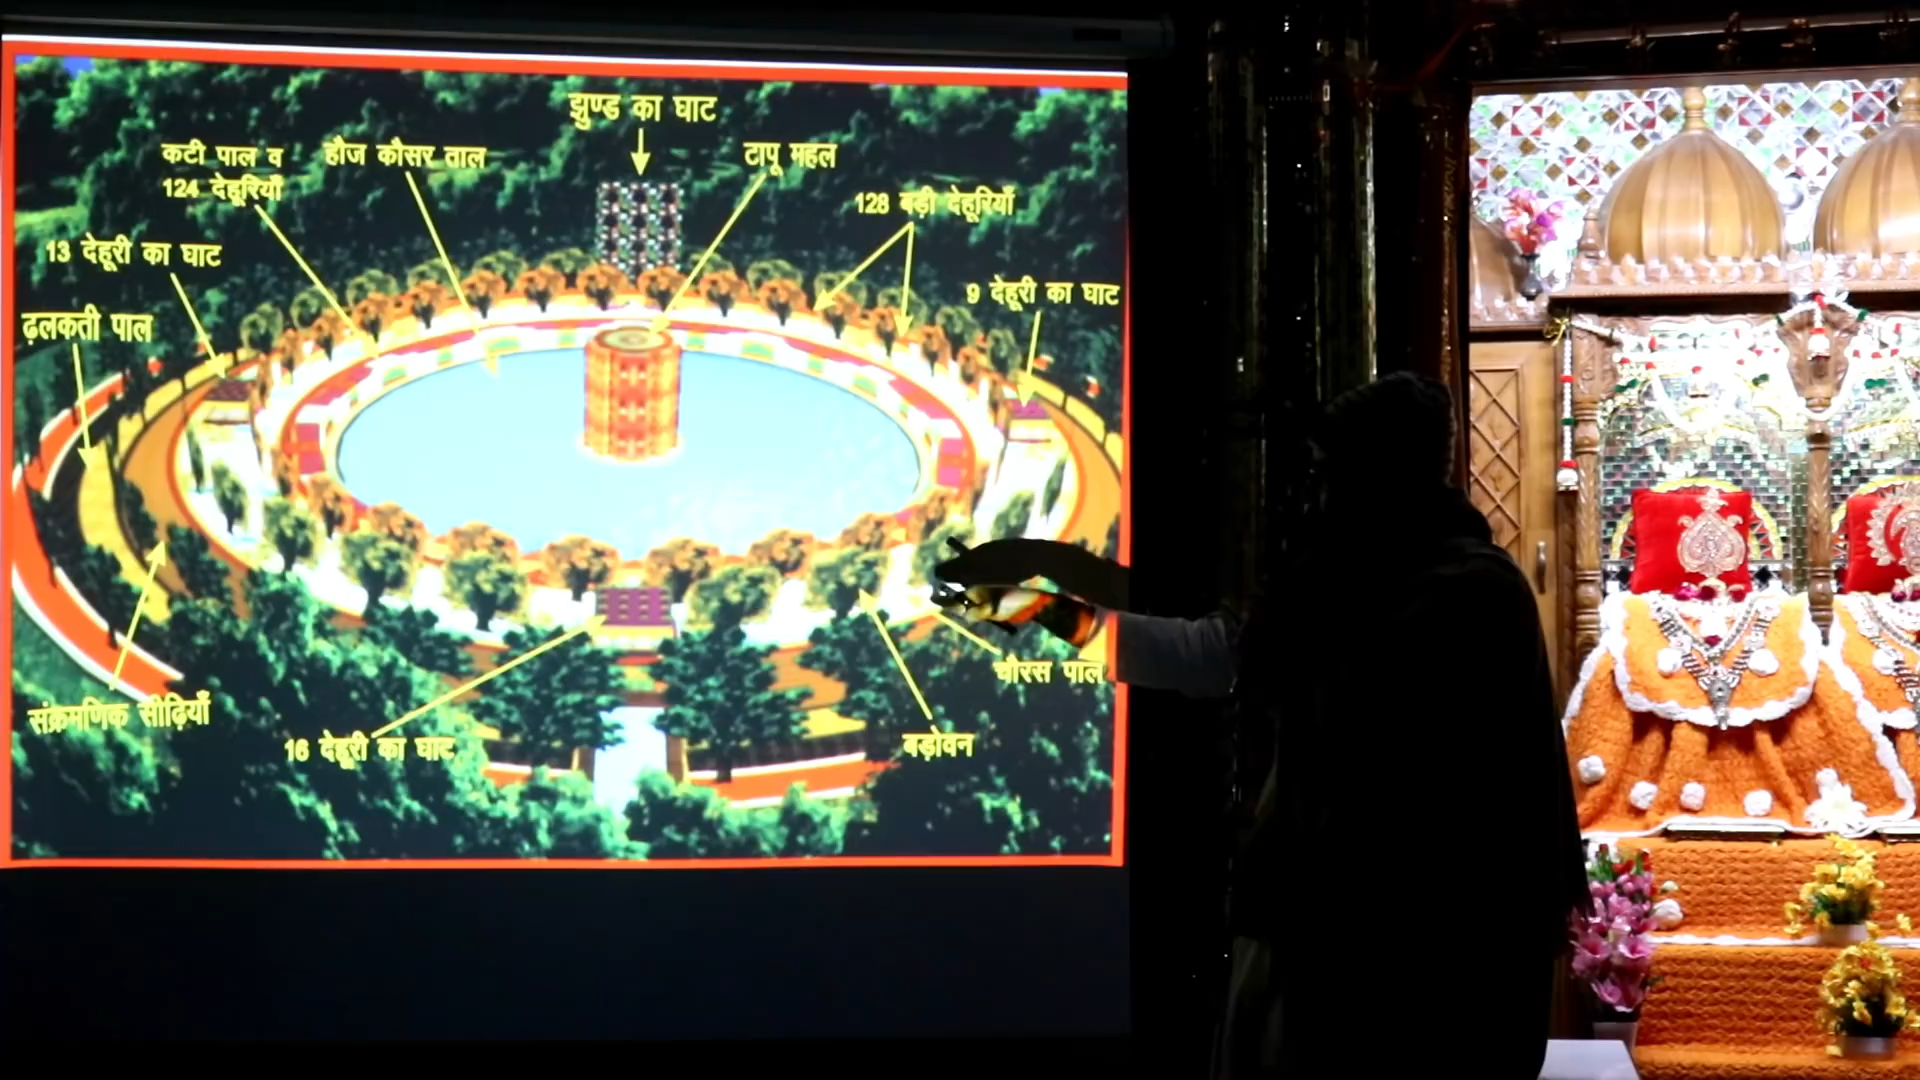 झुण्ड का घाट
कटी पाल व
124 देहूरियाँ
हौज कौसर ताल
टापू महल
128 बड़ी देहूरियाँ
13 देहूरी का घाट
9 देहूरी का घाट
ढ़लकती पाल
चौरस पाल
संक्रमणिक सीढ़ियाँ
16 देहूरी का घाट
बड़ोवन